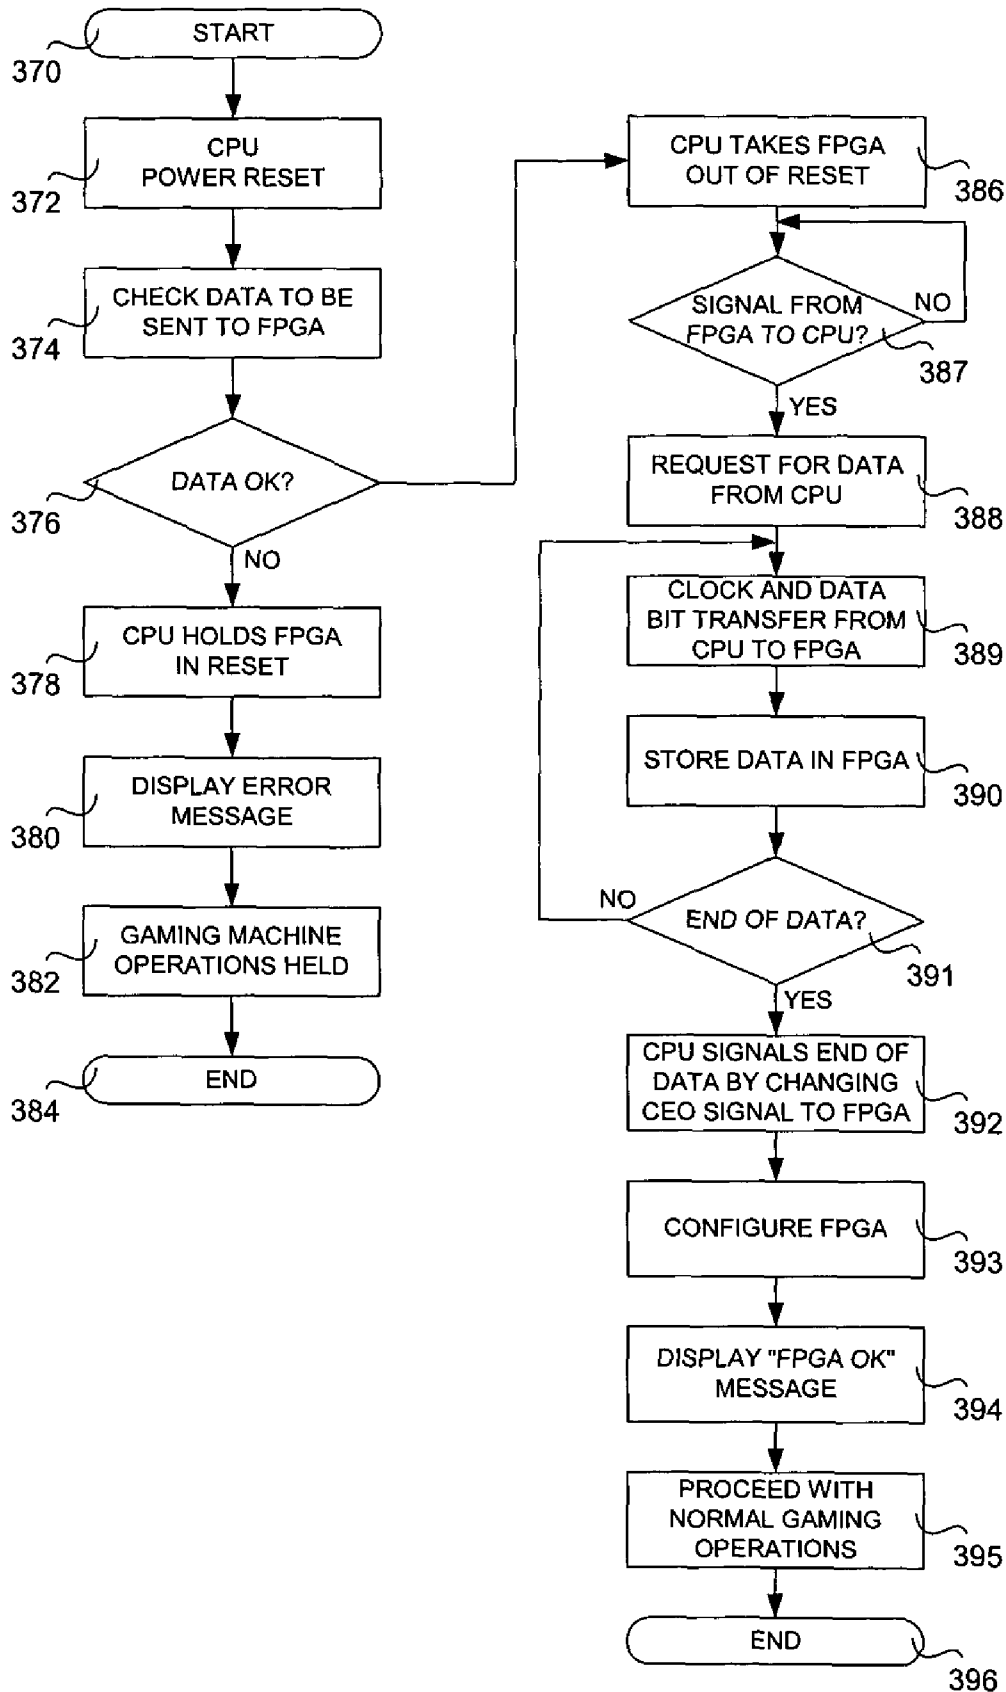 START
370
CPU
POWER RESET
372
CHECK DATA TO BE
SENT TO FPGA
374
DATA OK?
376
NO
CPU HOLDS FPGA
IN RESET
378
DISPLAY ERROR
MESSAGE
380
GAMING MACHINE
OPERATIONS HELD
382
END
384
CPU TAKES FPGA
OUT OF RESET
386
SIGNAL FROM
FPGA TO CPU?
NO
387
YES
REQUEST FOR DATA
FROM CPU
388
CLOCK AND DATA
BIT TRANSFER FROM
CPU TO FPGA
389
STORE DATA IN FPGA
390
NO
END OF DATA?
391
YES
CPU SIGNALS END OF
DATA BY CHANGING
CEO SIGNAL TO FPGA
392
CONFIGURE FPGA
393
DISPLAY "FPGA OK"
MESSAGE
394
PROCEED WITH
NORMAL GAMING
OPERATIONS
395
END
396